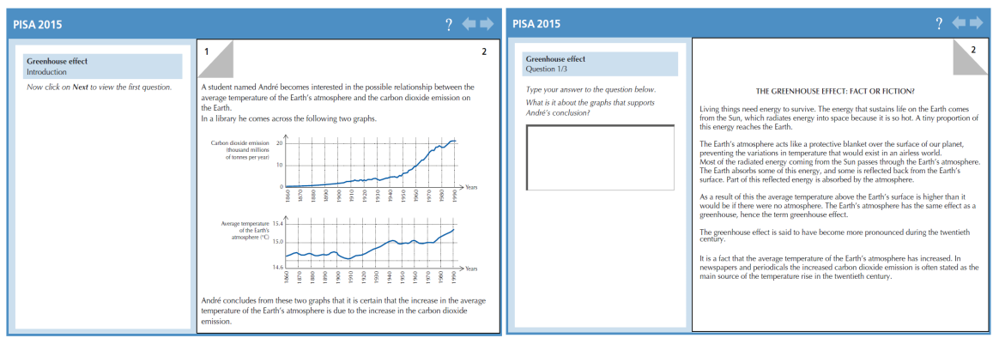 PISA 2015
?
Greenhouse effect
Introduction
Now click on Next to view the first question.
1
2
A student named André becomes interested in the possible relationship between the
average temperature of the Earth's atmosphere and the carbon dioxide emission on
the Earth.
In a library he comes across the following two graphs.
Carbon dioxide emission
(thousand millions
of tonnes per year)
20
10
0
Years
1860
1870
1880
1890
1900
1910
1920
1930
1940
1950
1960
1970
1980
1990
Average temperature
of the Earth's
atmosphere (°C)
15.4
15.0
14.6
Years
1860
1870
1880
1890
1900
1910
1920
1930
1940
1950
1960
1970
1980
1990
André concludes from these two graphs that it is certain that the increase in the average
temperature of the Earth's atmosphere is due to the increase in the carbon dioxide
emission.
PISA 2015
?
Greenhouse effect
Question 1/3
Type your answer to the question below.
What is it about the graphs that supports
André's conclusion?
2
THE GREENHOUSE EFFECT: FACT OR FICTION?
Living things need energy to survive. The energy that sustains life on the Earth comes
from the Sun, which radiates energy into space because it is so hot. A tiny proportion of
this energy reaches the Earth.
The Earth's atmosphere acts like a protective blanket over the surface of our planet,
preventing the variations in temperature that would exist in an airless world.
Most of the radiated energy coming from the Sun passes through the Earth's atmosphere.
The Earth absorbs some of this energy, and some is reflected back from the Earth's
surface. Part of this reflected energy is absorbed by the atmosphere.
As a result of this the average temperature above the Earth's surface is higher than it
would be if there were no atmosphere. The Earth's atmosphere has the same effect as a
greenhouse, hence the term greenhouse effect.
The greenhouse effect is said to have become more pronounced during the twentieth
century.
It is a fact that the average temperature of the Earth's atmosphere has increased. In
newspapers and periodicals the increased carbon dioxide emission is often stated as the
main source of the temperature rise in the twentieth century.